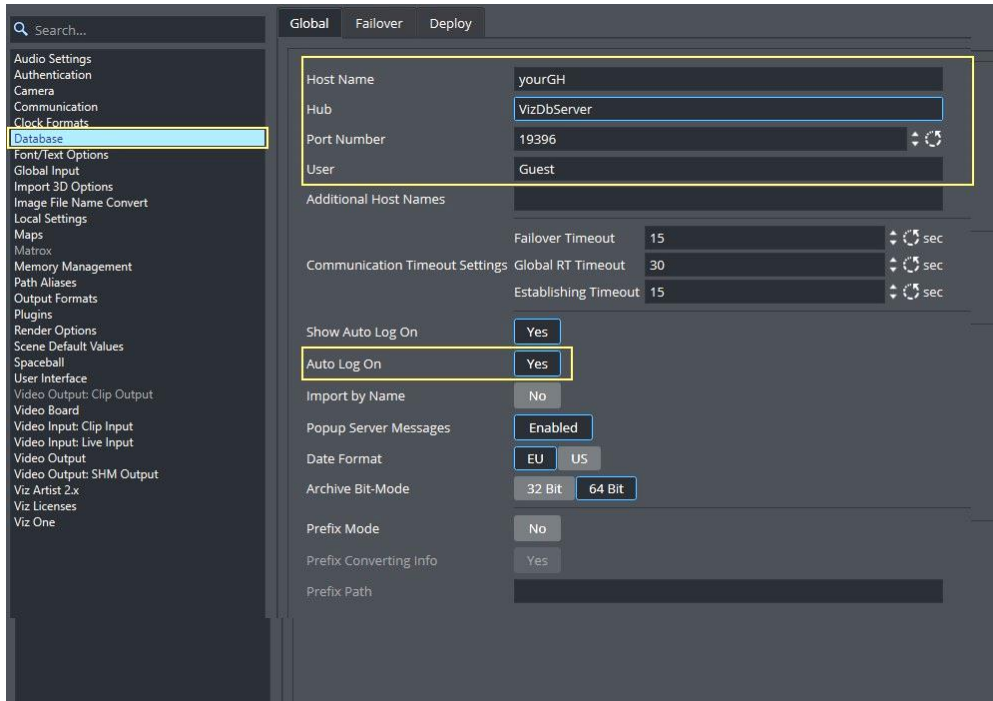 Search...
Audio Settings
Authentication
Camera
Communication
Clock Formats
Database
Font/Text Options
Global Input
Import 3D Options
Image File Name Convert
Local Settings
Maps
Matrox
Memory Management
Path Aliases
Output Formats
Plugins
Render Options
Scene Default Values
Spaceball
User Interface
Video Output: Clip Output
Video Board
Video Input: Clip Input
Video Input: Live Input
Video Output
Video Output: SHM Output
Viz Artist 2.x
Viz Licenses
Viz One
Global Failover Deploy
Host Name yourGH
Hub VizDbServer
Port Number 19396
User Guest
Additional Host Names
Failover Timeout 15 sec
Communication Timeout Settings Global RT Timeout 30 sec
Establishing Timeout 15 sec
Show Auto Log On Yes
Auto Log On Yes
Import by Name No
Popup Server Messages Enabled
Date Format EU US
Archive Bit-Mode 32 Bit 64 Bit
Prefix Mode No
Prefix Converting Info Yes
Prefix Path